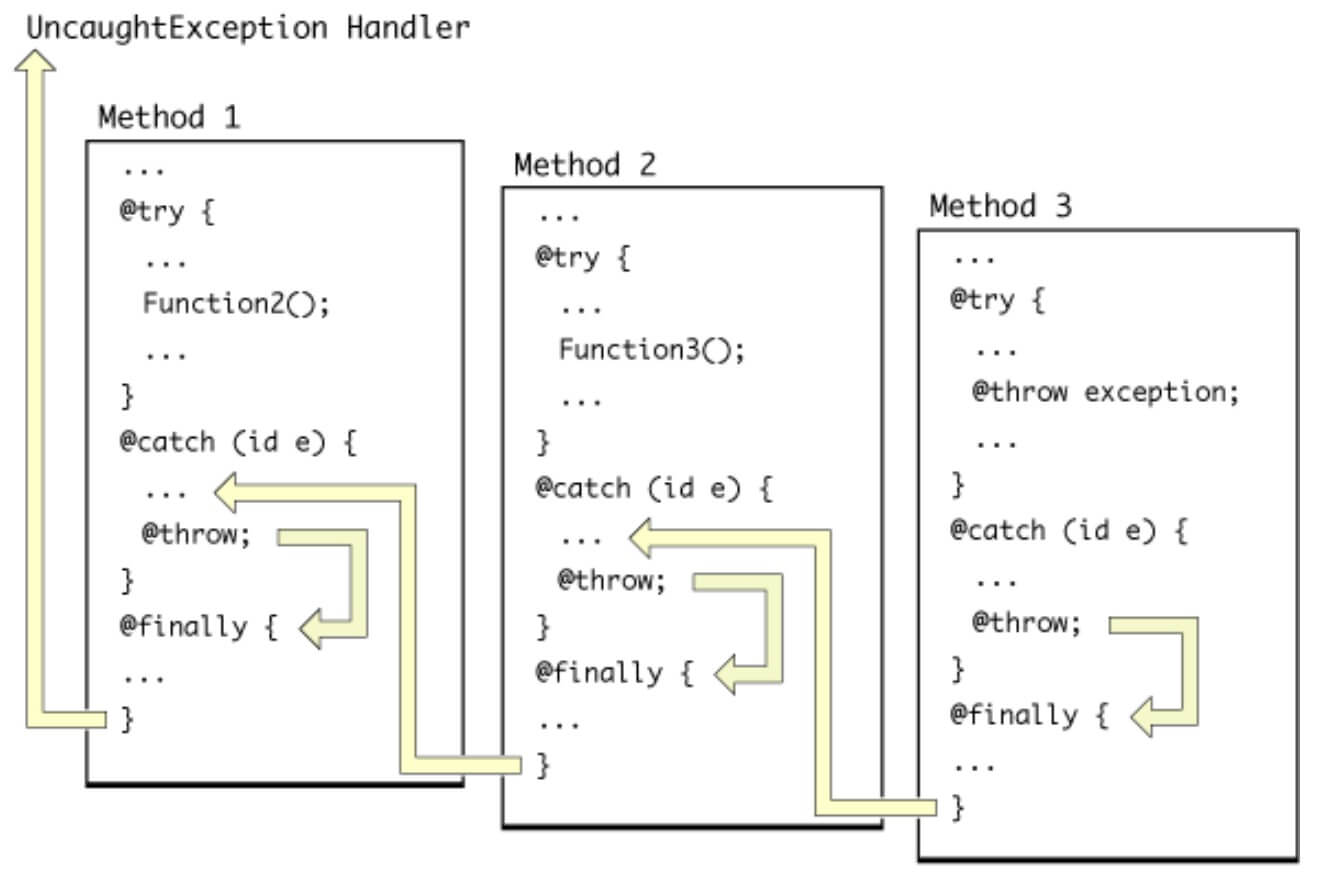 UncaughtException Handler
Method 1
...
@try {
...
Function2();
...
}
@catch (id e) {
...
@throw;
}
@finally {
...
}
Method 2
...
@try {
...
Function3();
...
}
@catch (id e) {
...
@throw;
}
@finally {
...
}
Method 3
...
@try {
...
@throw exception;
...
}
@catch (id e) {
...
@throw;
}
@finally {
...
}